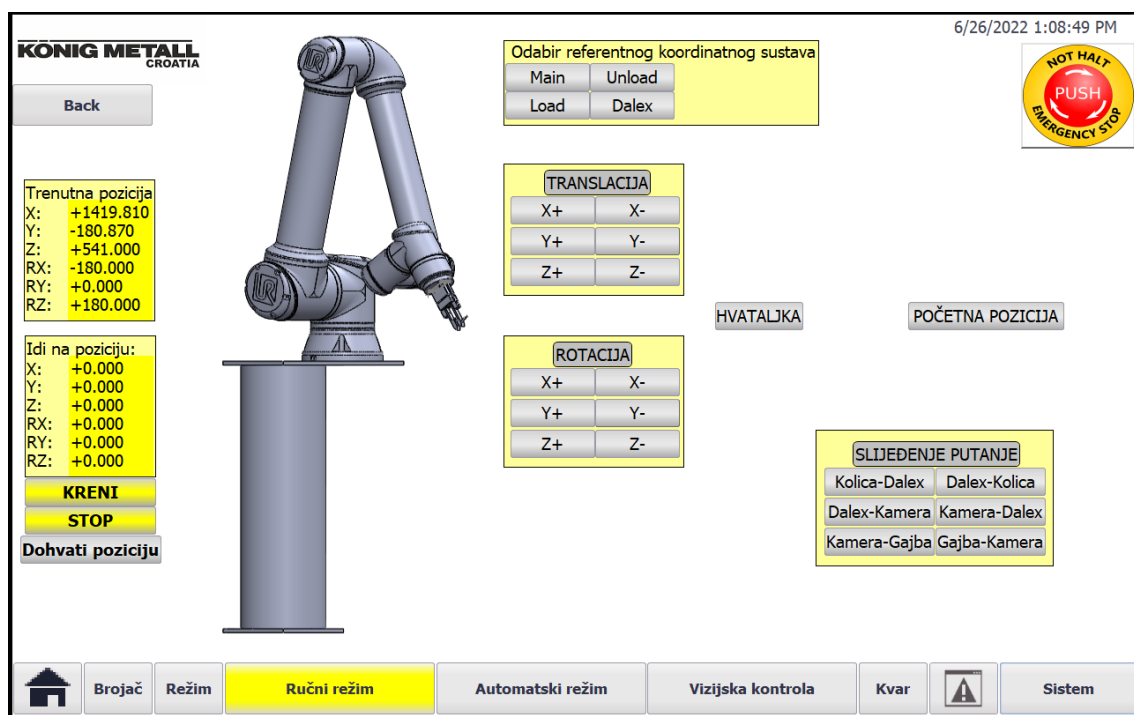 6/26/2022 1:08:49 PM
KÖNIG METALL
CROATIA
Back
Odabir referentnog koordinatnog sustava
Main Unload
Load Dalex
NOT HALT
PUSH
EMERGENCY STOP
Trenutna pozicija
X: +1419.810
Y: -180.870
Z: +541.000
RX: -180.000
RY: +0.000
RZ: +180.000
TRANSLACIJA
X+ X-
Y+ Y-
Z+ Z-
HVATALJKA
POČETNA POZICIJA
Idi na poziciju:
X: +0.000
Y: +0.000
Z: +0.000
RX: +0.000
RY: +0.000
RZ: +0.000
KRENI
STOP
Dohvati poziciju
ROTACIJA
X+ X-
Y+ Y-
Z+ Z-
SLIJEĐENJE PUTANJE
Kolica-Dalex Dalex-Kolica
Dalex-Kamera Kamera-Dalex
Kamera-Gajba Gajba-Kamera
UR
UR
Brojač Režim Ručni režim Automatski režim Vizijska kontrola Kvar Sistem